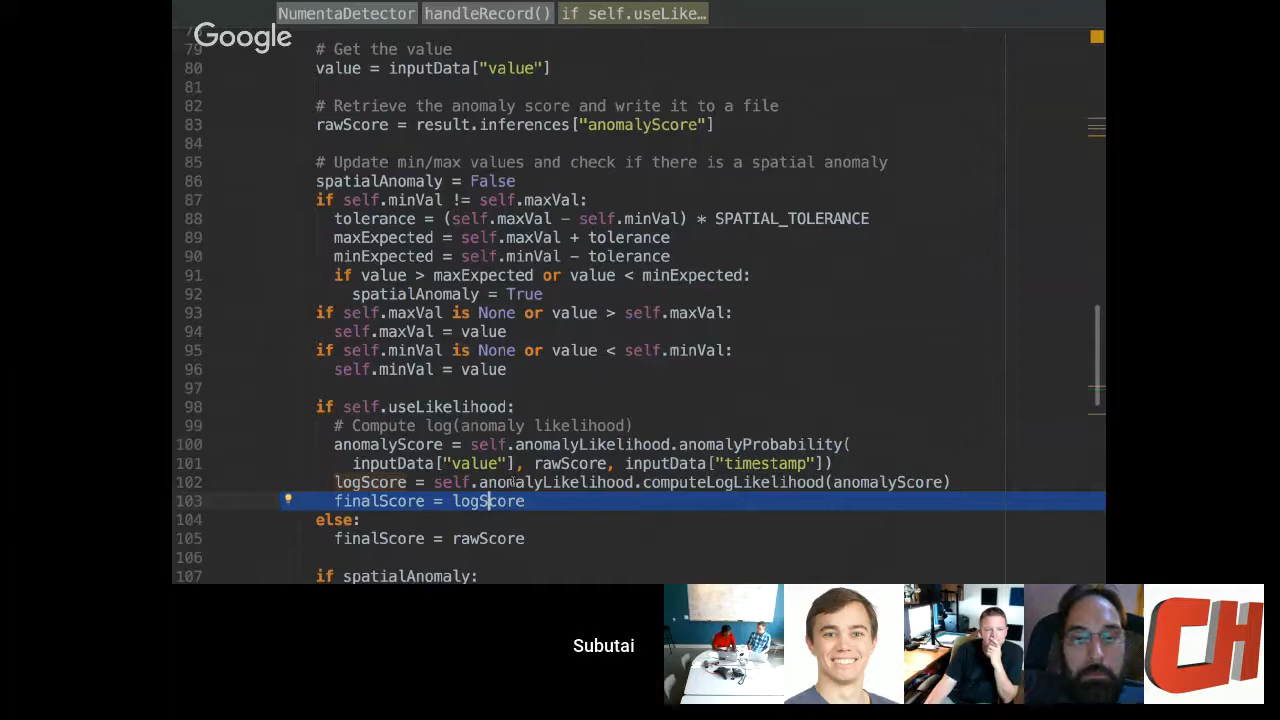 NumentaDetector handleRecord() if self.useLike…
Google
79 # Get the value
80 value = inputData["value"]
81
82 # Retrieve the anomaly score and write it to a file
83 rawScore = result.inferences["anomalyScore"]
84
85 # Update min/max values and check if there is a spatial anomaly
86 spatialAnomaly = False
87 if self.minVal != self.maxVal:
88 tolerance = (self.maxVal - self.minVal) * SPATIAL_TOLERANCE
89 maxExpected = self.maxVal + tolerance
90 minExpected = self.minVal - tolerance
91 if value > maxExpected or value < minExpected:
92 spatialAnomaly = True
93 if self.maxVal is None or value > self.maxVal:
94 self.maxVal = value
95 if self.minVal is None or value < self.minVal:
96 self.minVal = value
97
98 if self.useLikelihood:
99 # Compute log(anomaly likelihood)
100 anomalyScore = self.anomalyLikelihood.anomalyProbability(
101 inputData["value"], rawScore, inputData["timestamp"])
102 logScore = self.anomalyLikelihood.computeLogLikelihood(anomalyScore)
103 finalScore = logScore
104 else:
105 finalScore = rawScore
106
107 if spatialAnomaly:
Subutai
CH